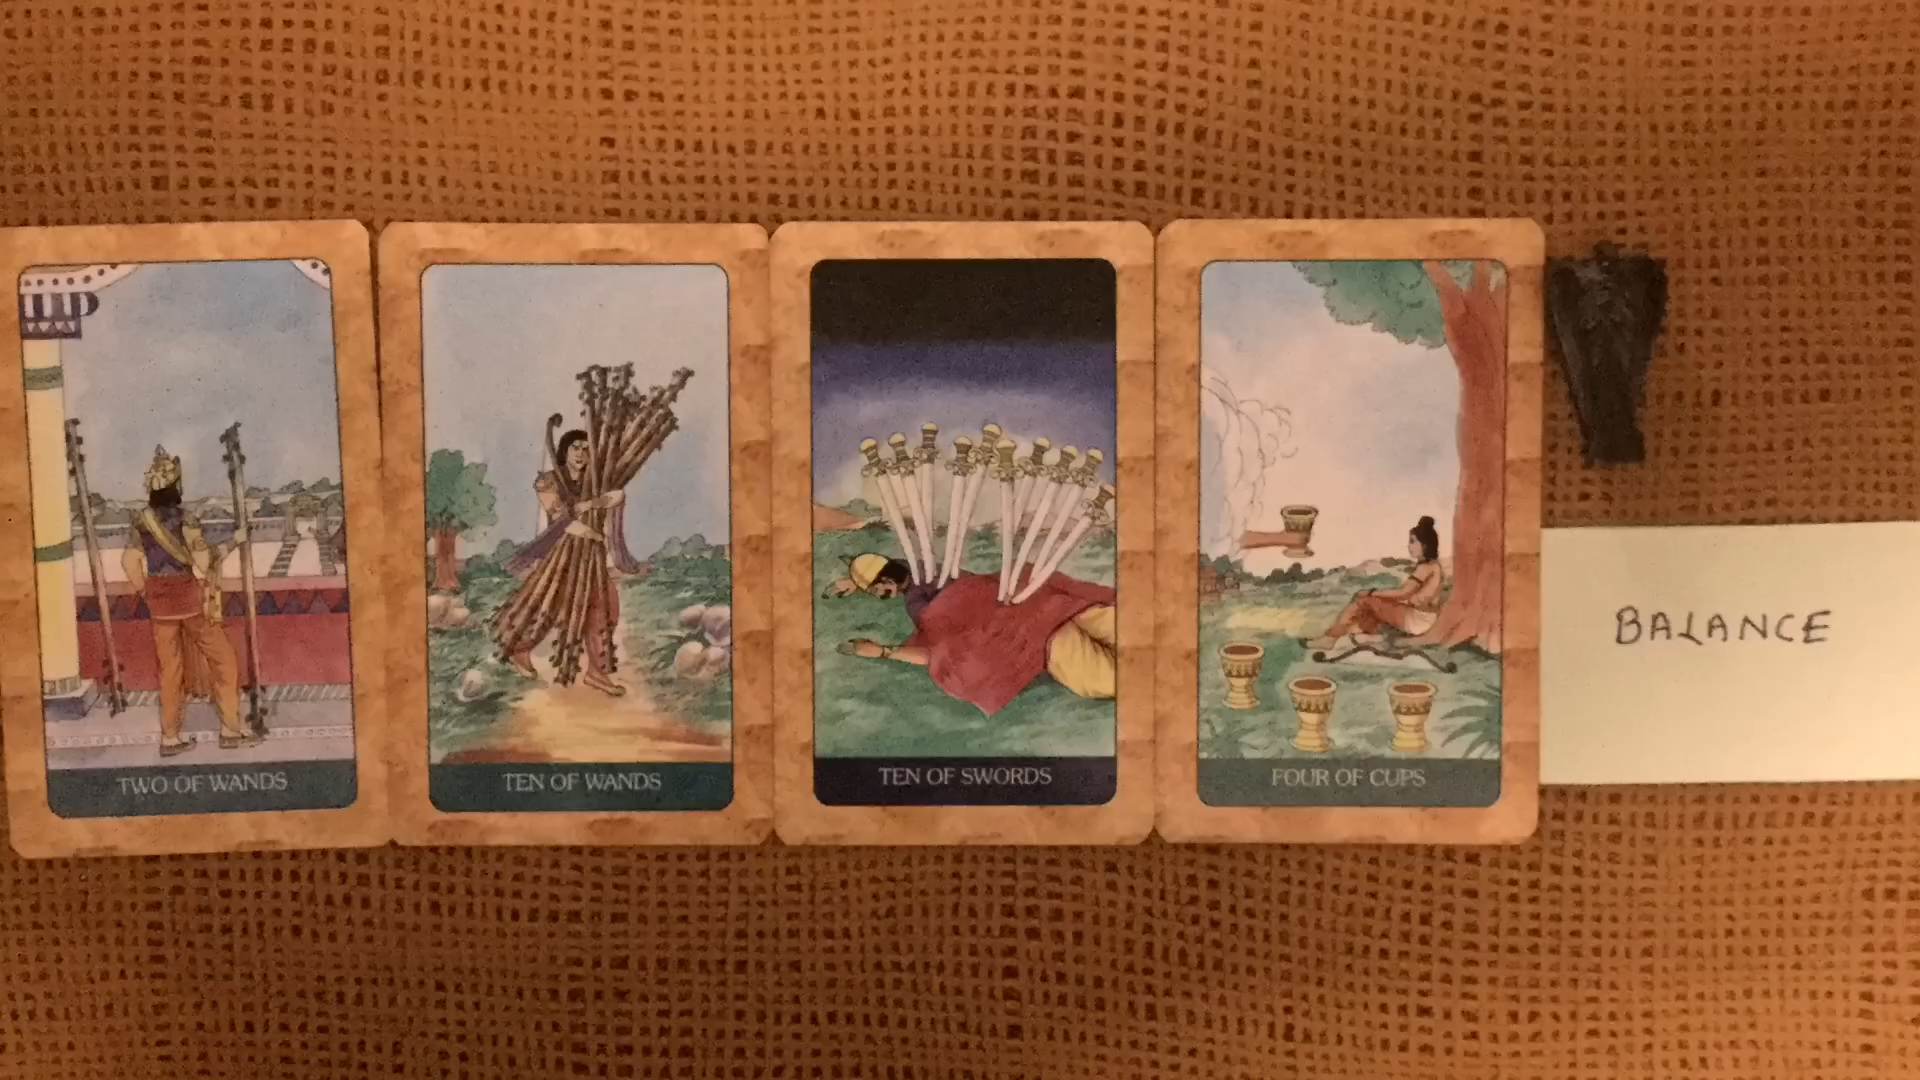 TWO OF WANDS
TEN OF WANDS
TEN OF SWORDS
FOUR OF CUPS
BALANCE